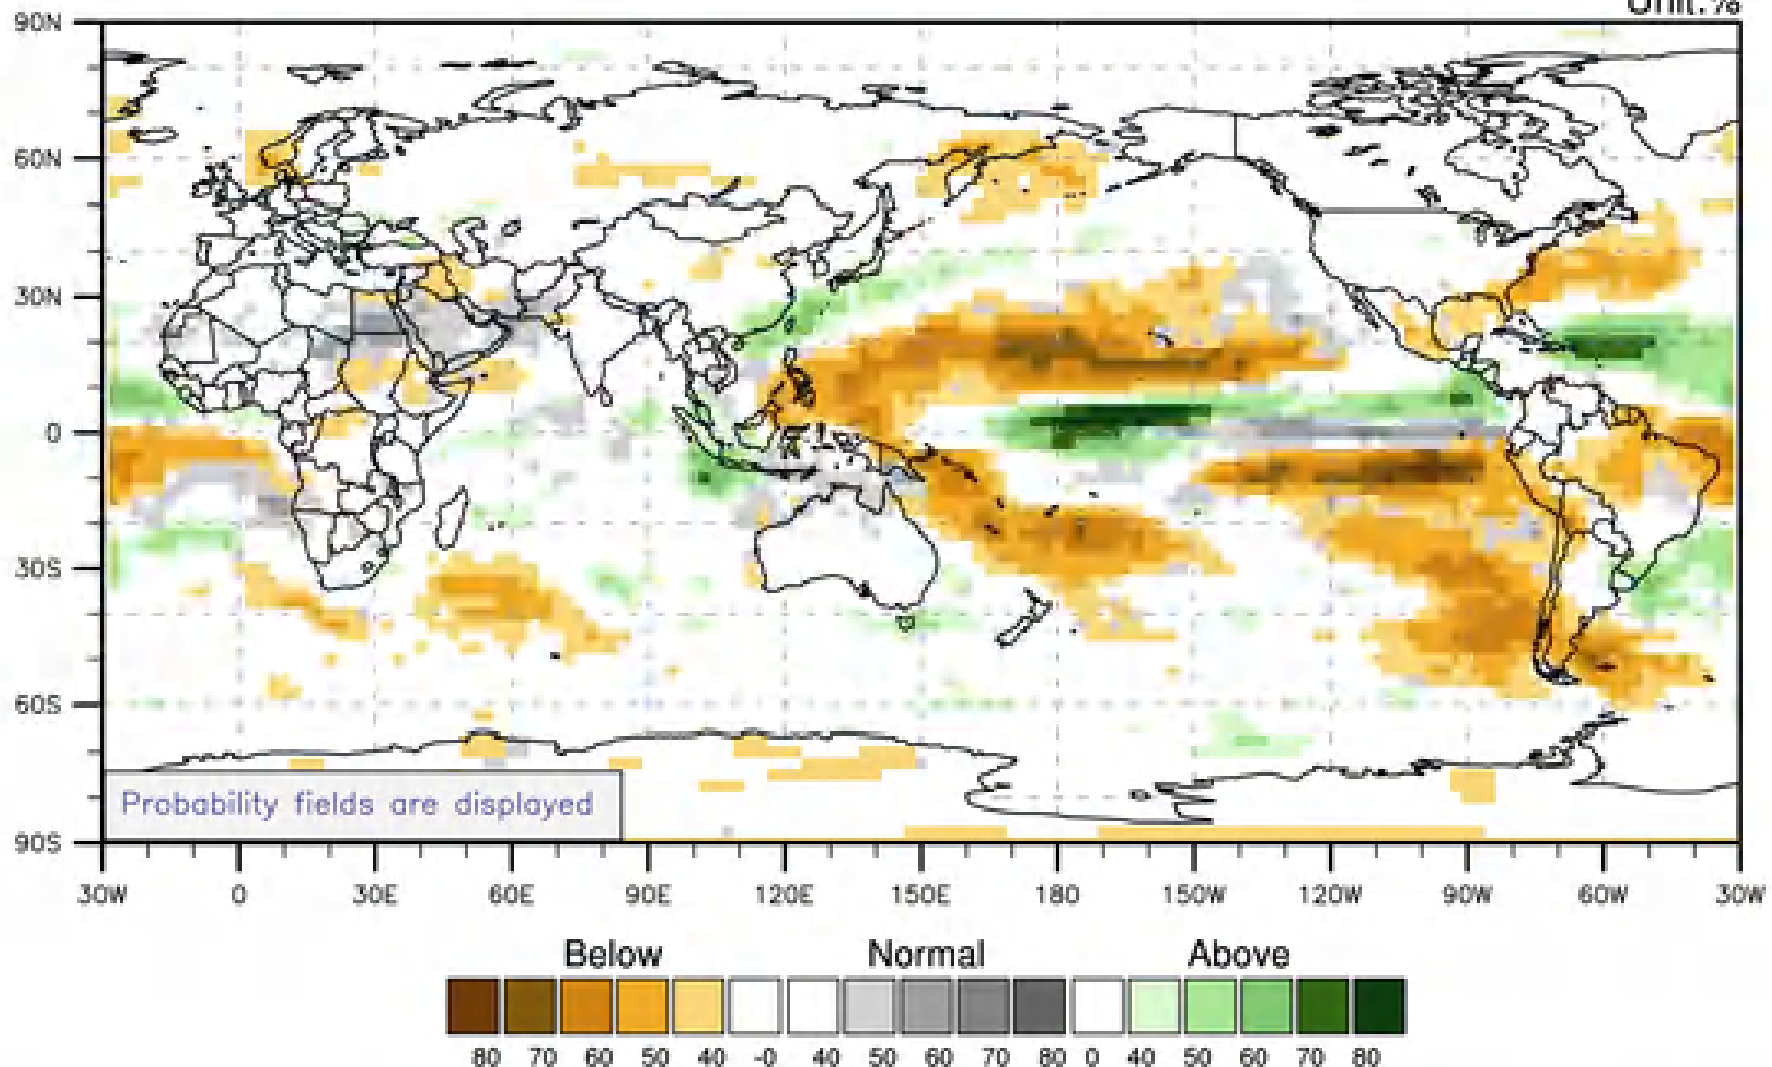 Unit: %
90N
60N
30N
0
30S
60S
90S
Probability fields are displayed
30W 0 30E 60E 90E 120E 150E 180 150W 120W 90W 60W 30W
Below Normal Above
80 70 60 50 40 -0 40 50 60 70 80 0 40 50 60 70 80